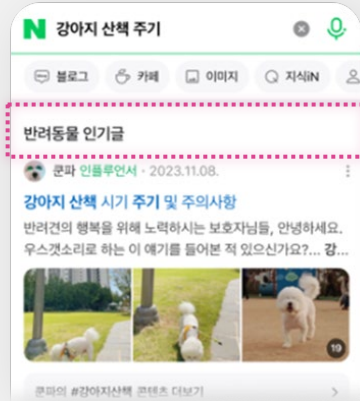 N 강아지 산책 주기
블로그 카페 이미지 지식iN
반려동물 인기글
쿤파 인플루언서 · 2023.11.08.
강아지 산책 시기 주기 및 주의사항
반려견의 행복을 위해 노력하시는 보호자님들, 안녕하세요.
우스갯소리로 하는 이 얘기를 들어본 적 있으신가요?... 강...
19
쿤파의 #강아지산책 콘텐츠 더보기